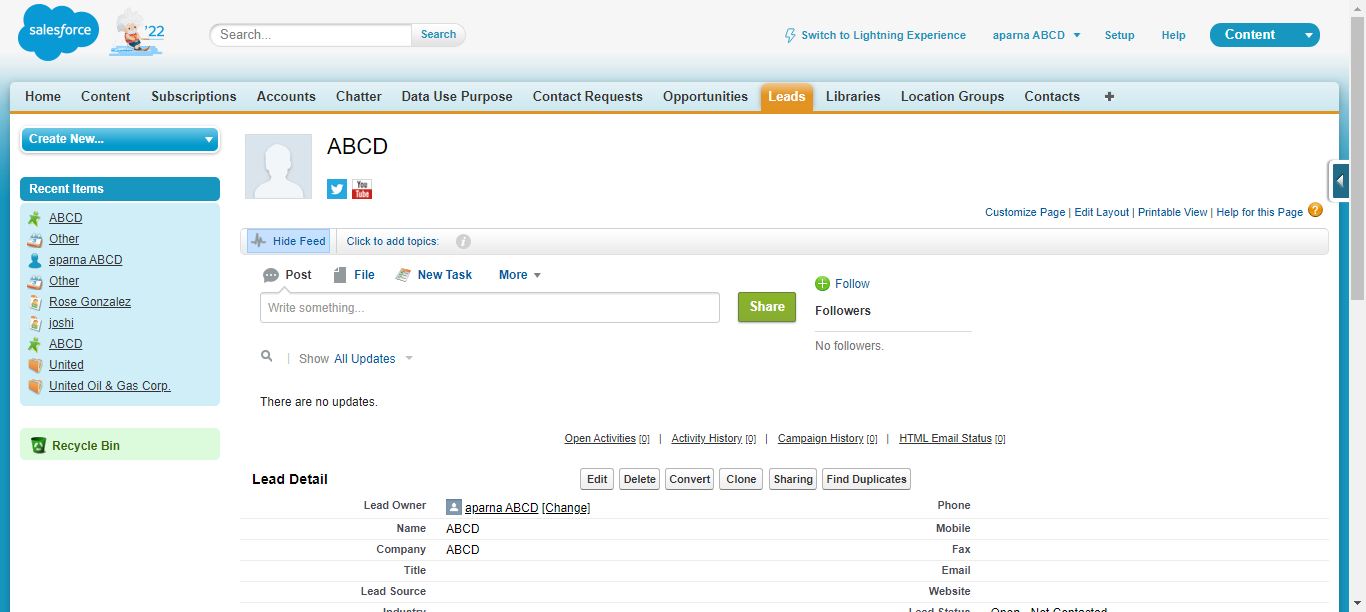 salesforce
'22
Search...
Search
Switch to Lightning Experience
aparna ABCD
Setup
Help
Content
Home
Content
Subscriptions
Accounts
Chatter
Data Use Purpose
Contact Requests
Opportunities
Leads
Libraries
Location Groups
Contacts
+
Create New...
Recent Items
ABCD
Other
aparna ABCD
Other
Rose Gonzalez
joshi
ABCD
United
United Oil & Gas Corp.
Recycle Bin
ABCD
You
Tube
Customize Page | Edit Layout | Printable View | Help for this Page ?
Hide Feed
Click to add topics:
i
Post
File
New Task
More
Write something...
Share
Follow
Followers
No followers.
Show All Updates
There are no updates.
Open Activities [0] | Activity History [0] | Campaign History [0] | HTML Email Status [0]
Lead Detail
Edit
Delete
Convert
Clone
Sharing
Find Duplicates
Lead Owner aparna ABCD [Change]
Phone
Name ABCD
Mobile
Company ABCD
Fax
Title
Email
Lead Source
Website
Industry
Lead Status Open - Not Contacted